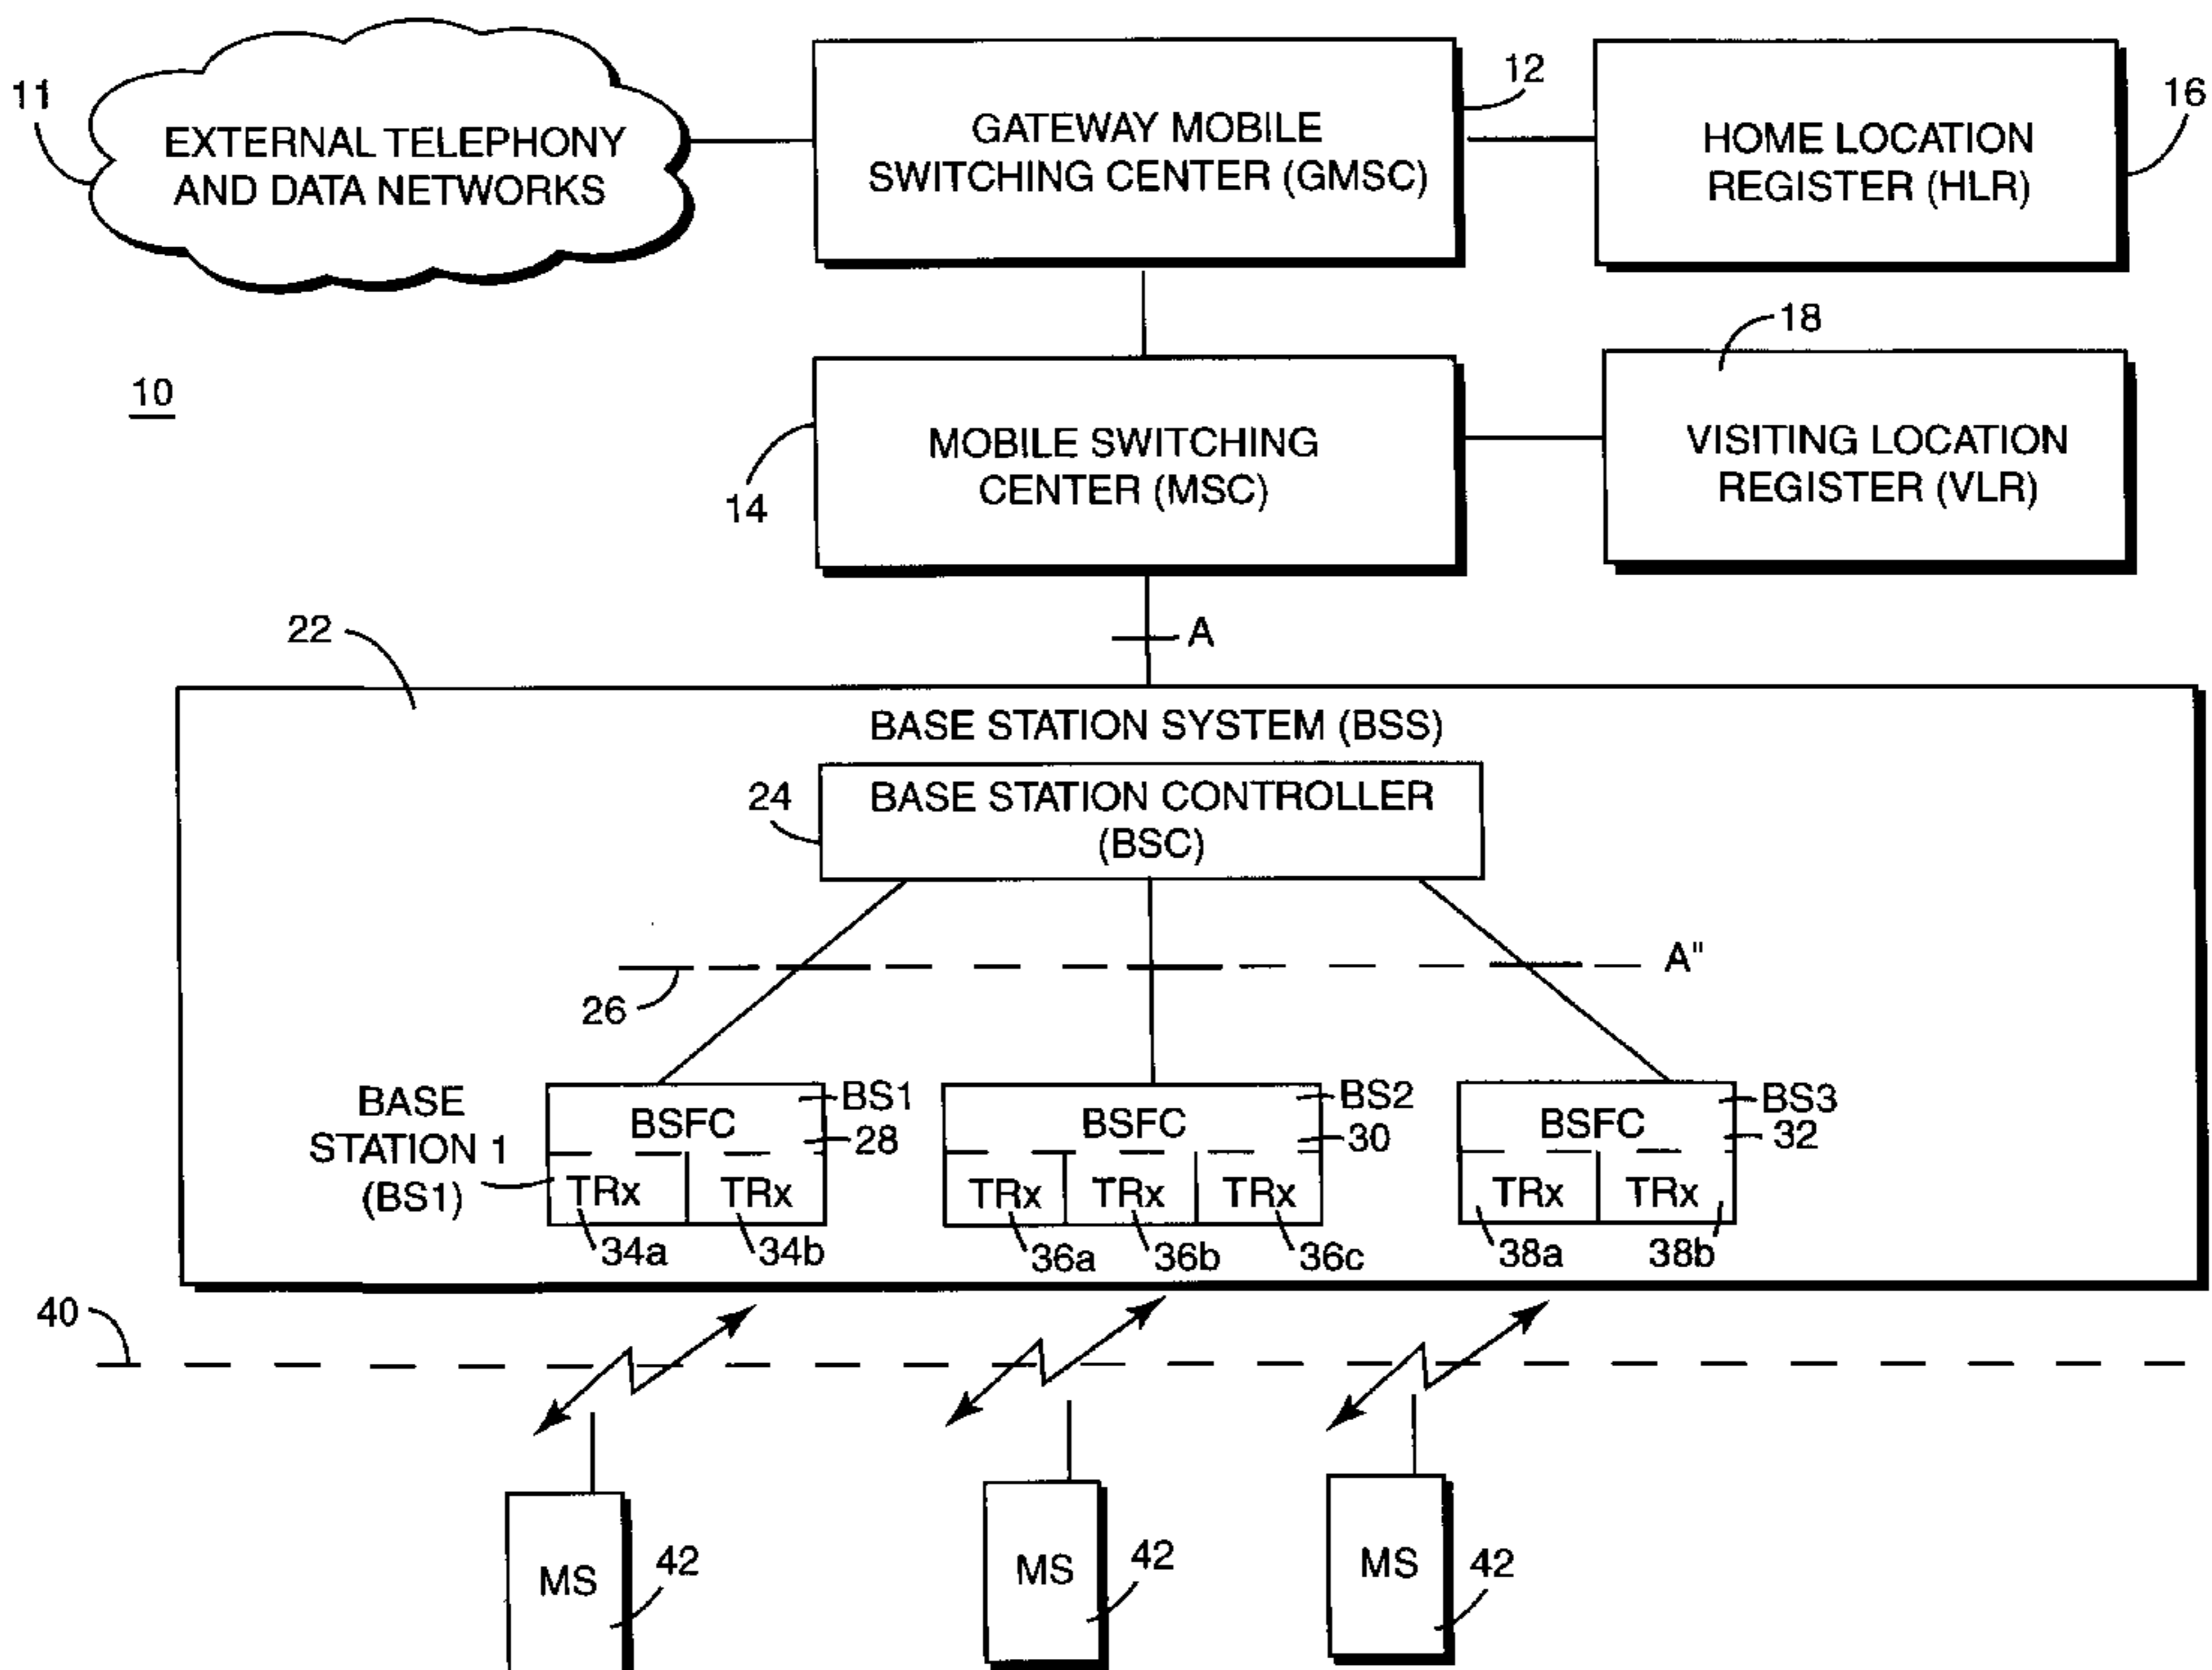 11
EXTERNAL TELEPHONY
AND DATA NETWORKS
GATEWAY MOBILE
SWITCHING CENTER (GMSC)
12
HOME LOCATION
REGISTER (HLR)
16
10
MOBILE SWITCHING
CENTER (MSC)
14
18
VISITING LOCATION
REGISTER (VLR)
A
22
BASE STATION SYSTEM (BSS)
24
BASE STATION CONTROLLER
(BSC)
26
A"
BASE
STATION 1
(BS1)
BSFC
BS1
28
TRx
TRx
34a
34b
BSFC
BS2
30
TRx
TRx
TRx
36a
36b
36c
BSFC
BS3
32
TRx
TRx
38a
38b
40
MS
42
MS
42
MS
42